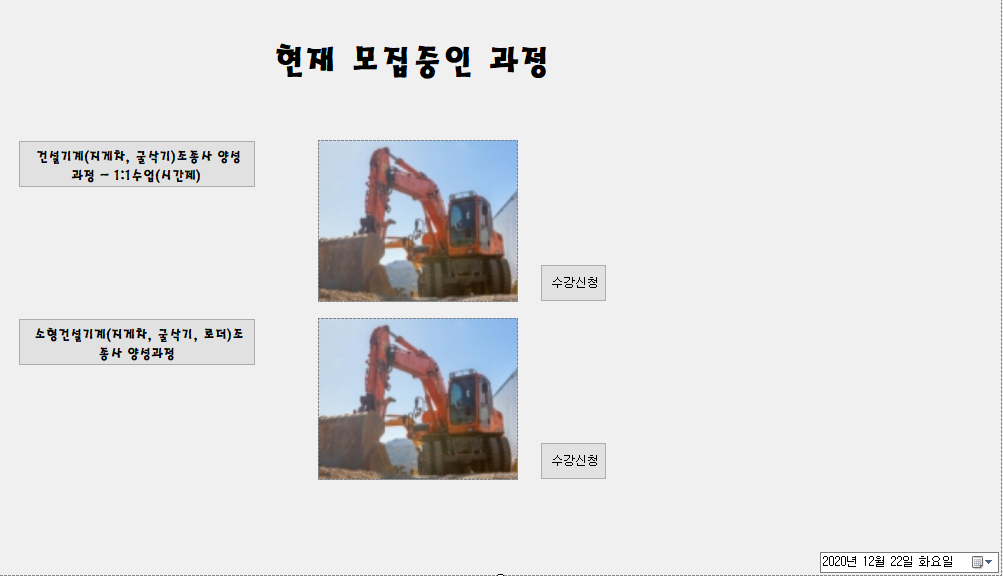 현재 모집중인 과정
건설기계(지게차, 굴삭기)조종사 양성
과정 - 1:1수업(시간제)
수강신청
소형건설기계(지게차, 굴삭기, 로더)조
종사 양성과정
수강신청
2020년 12월 22일 화요일